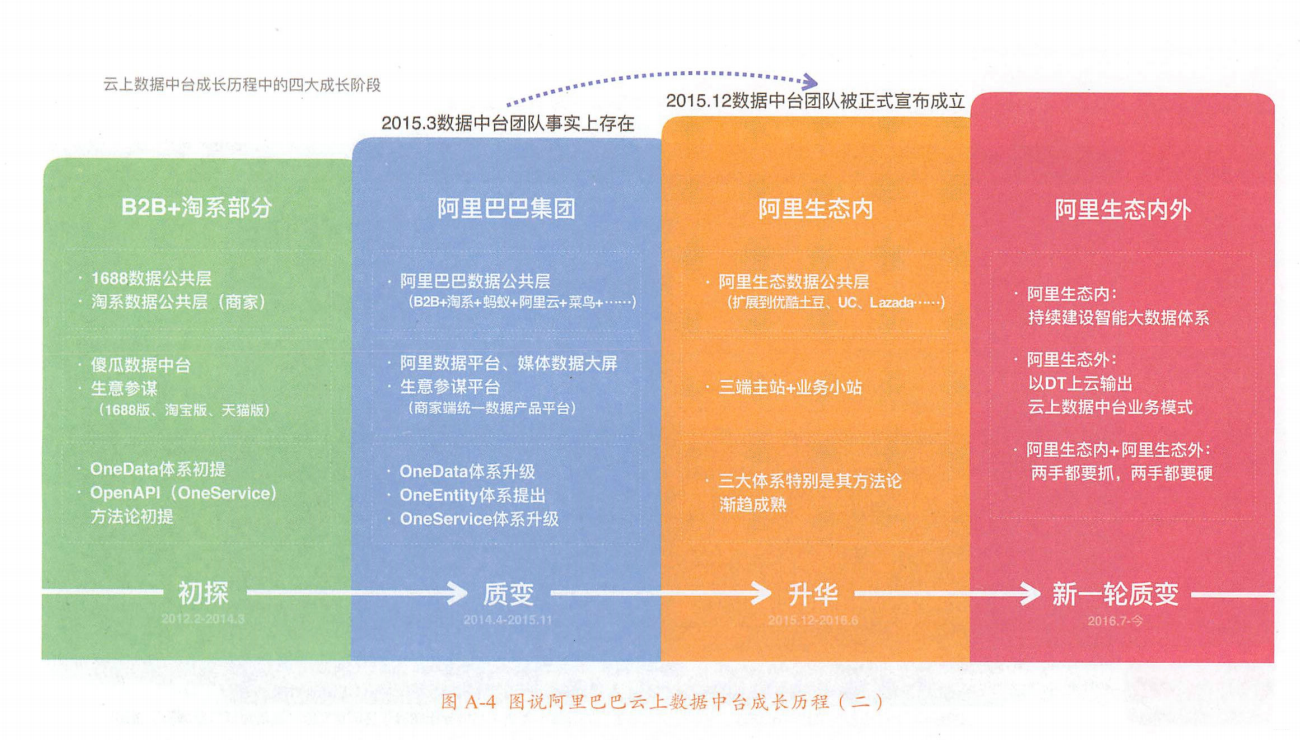 云上数据中台成长历程中的四大成长阶段
2015.3数据中台团队事实上存在
2015.12数据中台团队被正式宣布成立
B2B+淘系部分
· 1688数据公共层
· 淘系数据公共层（商家）
· 傻瓜数据中台
· 生意参谋
（1688版、淘宝版、天猫版）
· OneData体系初提
· OpenAPI（OneService）
方法论初提
初探
2012.2-2014.3
阿里巴巴集团
· 阿里巴巴数据公共层
（B2B+淘系+蚂蚁+阿里云+菜鸟+……）
· 阿里数据平台、媒体数据大屏
· 生意参谋平台
（商家端统一数据产品平台）
· OneData体系升级
· OneEntity体系提出
· OneService体系升级
质变
2014.4-2015.11
阿里生态内
· 阿里生态数据公共层
（扩展到优酷土豆、UC、Lazada……）
· 三端主站+业务小站
· 三大体系特别是其方法论
渐趋成熟
升华
2015.12-2016.6
阿里生态内外
· 阿里生态内：
持续建设智能大数据体系
· 阿里生态外：
以DT上云输出
云上数据中台业务模式
· 阿里生态内+阿里生态外：
两手都要抓，两手都要硬
新一轮质变
2016.7-今
图 A-4 图说阿里巴巴云上数据中台成长历程（二）